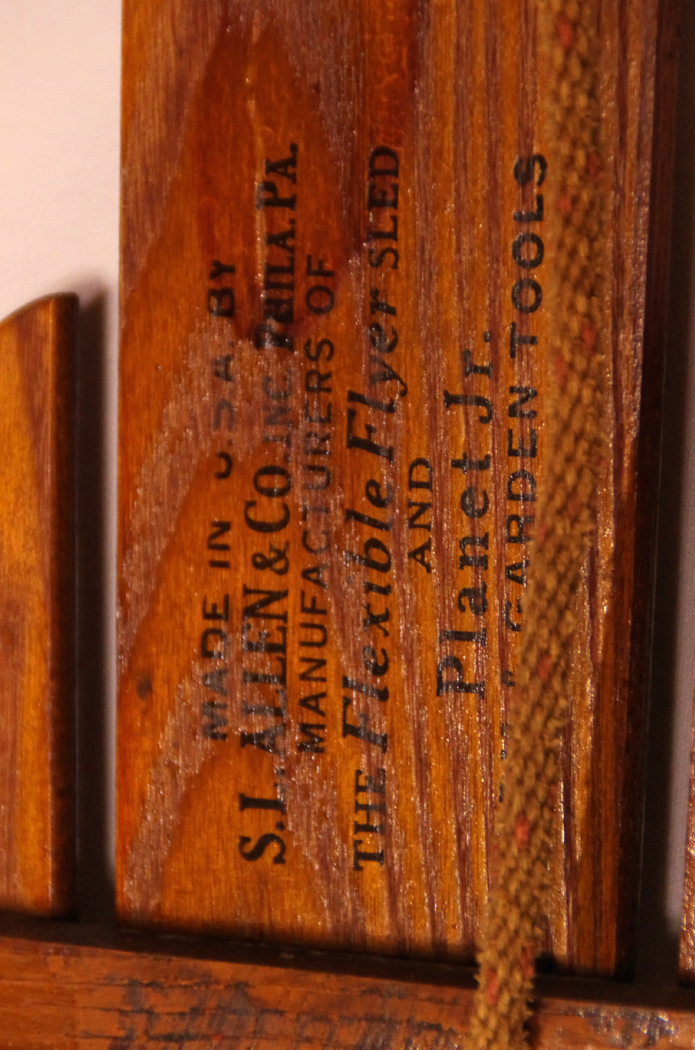 MADE IN U.S.A. BY
S.L. ALLEN & CO. INC. PHILA. PA.
MANUFACTURERS OF
THE Flexible Flyer SLED
AND
Planet Jr.
GARDEN TOOLS